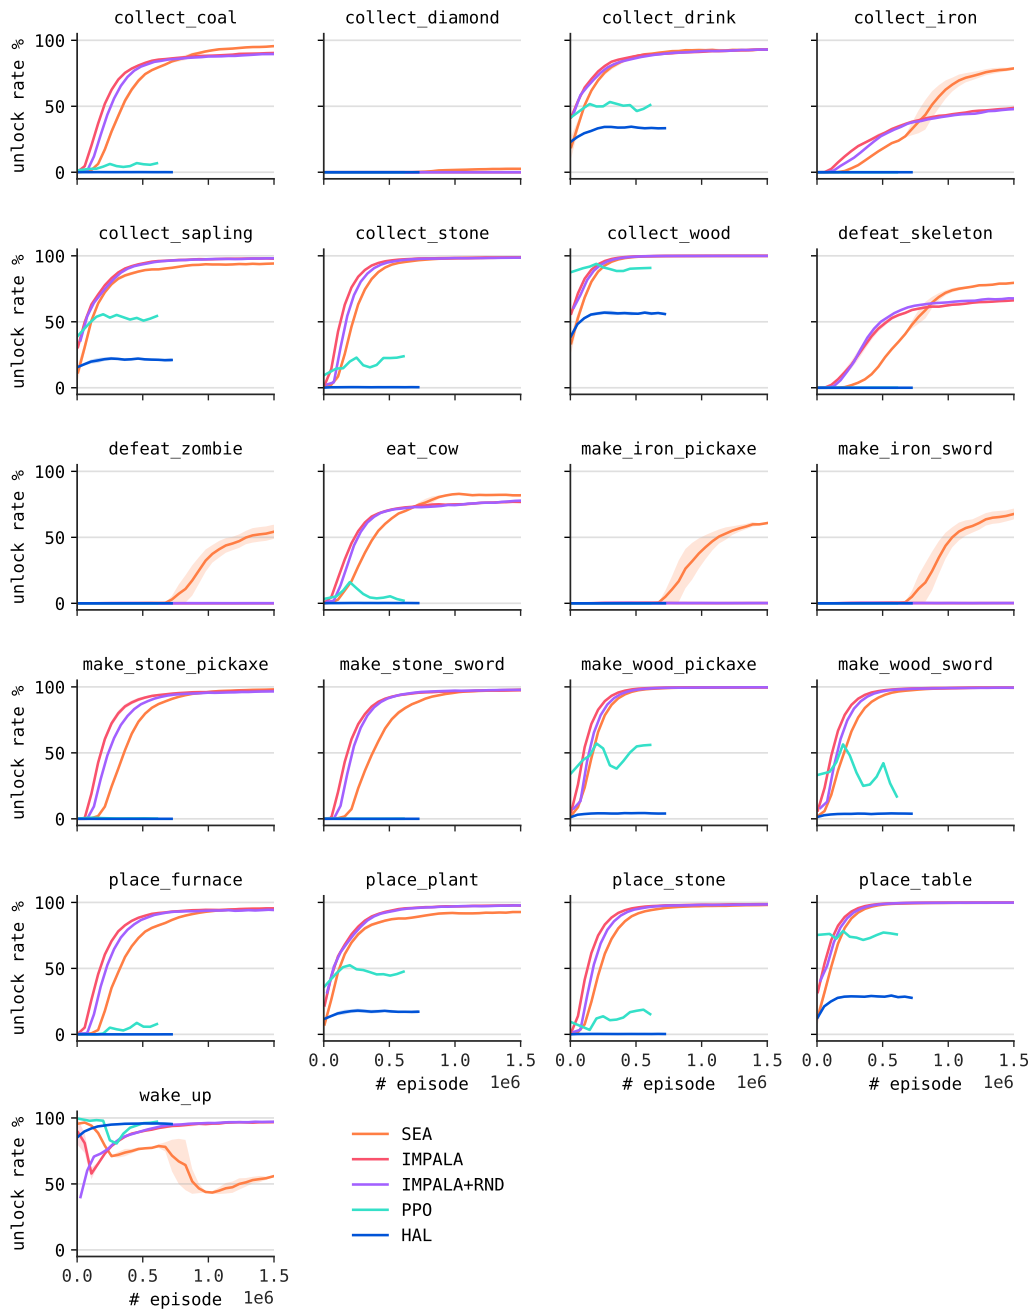 collect_coal collect_diamond collect_drink collect_iron
unlock rate %
100
50
0
collect_sapling collect_stone collect_wood defeat_skeleton
unlock rate %
100
50
0
defeat_zombie eat_cow make_iron_pickaxe make_iron_sword
unlock rate %
100
50
0
make_stone_pickaxe make_stone_sword make_wood_pickaxe make_wood_sword
unlock rate %
100
50
0
place_furnace place_plant place_stone place_table
unlock rate %
100
50
0
0.0 0.5 1.0 1.5 0.0 0.5 1.0 1.5 0.0 0.5 1.0 1.5
# episode 1e6 # episode 1e6 # episode 1e6
wake_up
unlock rate %
100
50
0
0.0 0.5 1.0 1.5
# episode 1e6
SEA
IMPALA
IMPALA+RND
PPO
HAL